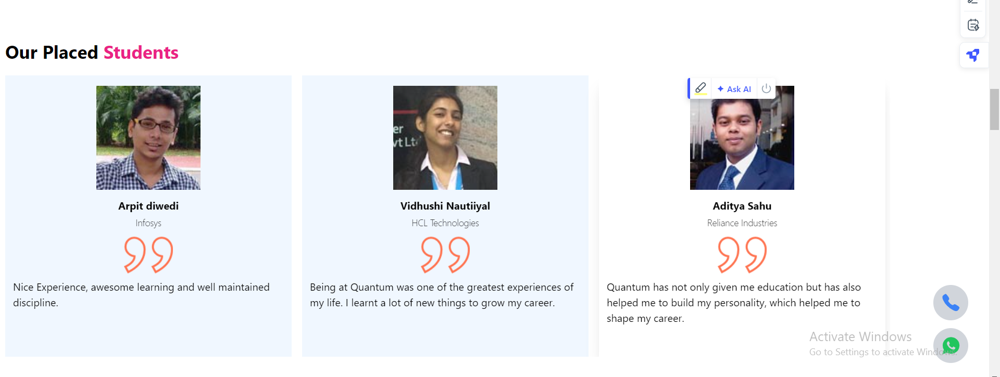 Our Placed Students
Ask AI
er
vt Lt
Arpit diwedi
Infosys
Nice Experience, awesome learning and well maintained
discipline.
Vidhushi Nautiiyal
HCL Technologies
Being at Quantum was one of the greatest experiences of
my life. I learnt a lot of new things to grow my career.
Aditya Sahu
Reliance Industries
Quantum has not only given me education but has also
helped me to build my personality, which helped me to
shape my career.
Activate Windows
Go to Settings to activate Windows.